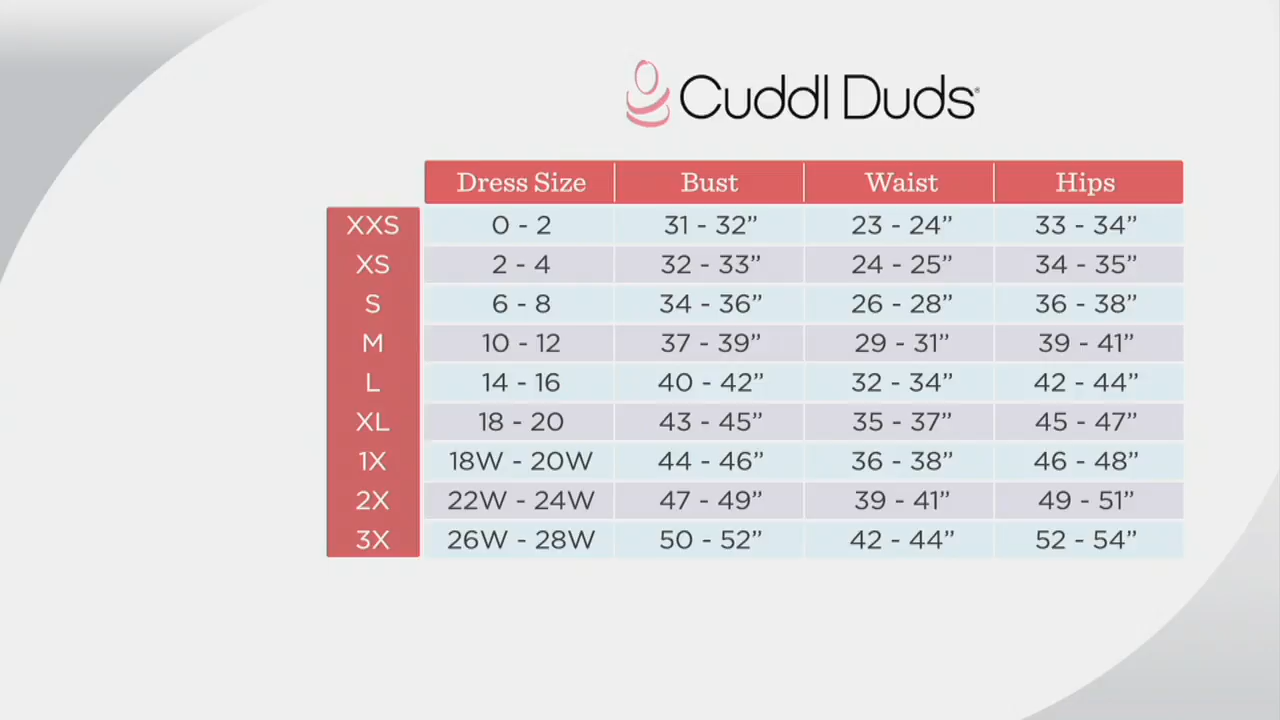 Cuddl Duds®
Dress Size Bust Waist Hips
XXS 0 - 2 31 - 32” 23 - 24” 33 - 34”
XS 2 - 4 32 - 33” 24 - 25” 34 - 35”
S 6 - 8 34 - 36” 26 - 28” 36 - 38”
M 10 - 12 37 - 39” 29 - 31” 39 - 41”
L 14 - 16 40 - 42” 32 - 34” 42 - 44”
XL 18 - 20 43 - 45” 35 - 37” 45 - 47”
1X 18W - 20W 44 - 46” 36 - 38” 46 - 48”
2X 22W - 24W 47 - 49” 39 - 41” 49 - 51”
3X 26W - 28W 50 - 52” 42 - 44” 52 - 54”